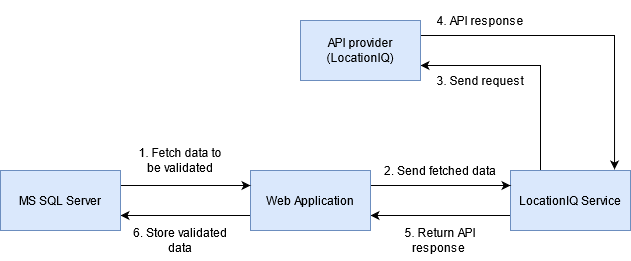 4. API response
API provider
(LocationIQ)
3. Send request
1. Fetch data to
be validated
2. Send fetched data
MS SQL Server
Web Application
LocationIQ Service
6. Store validated
data
5. Return API
response